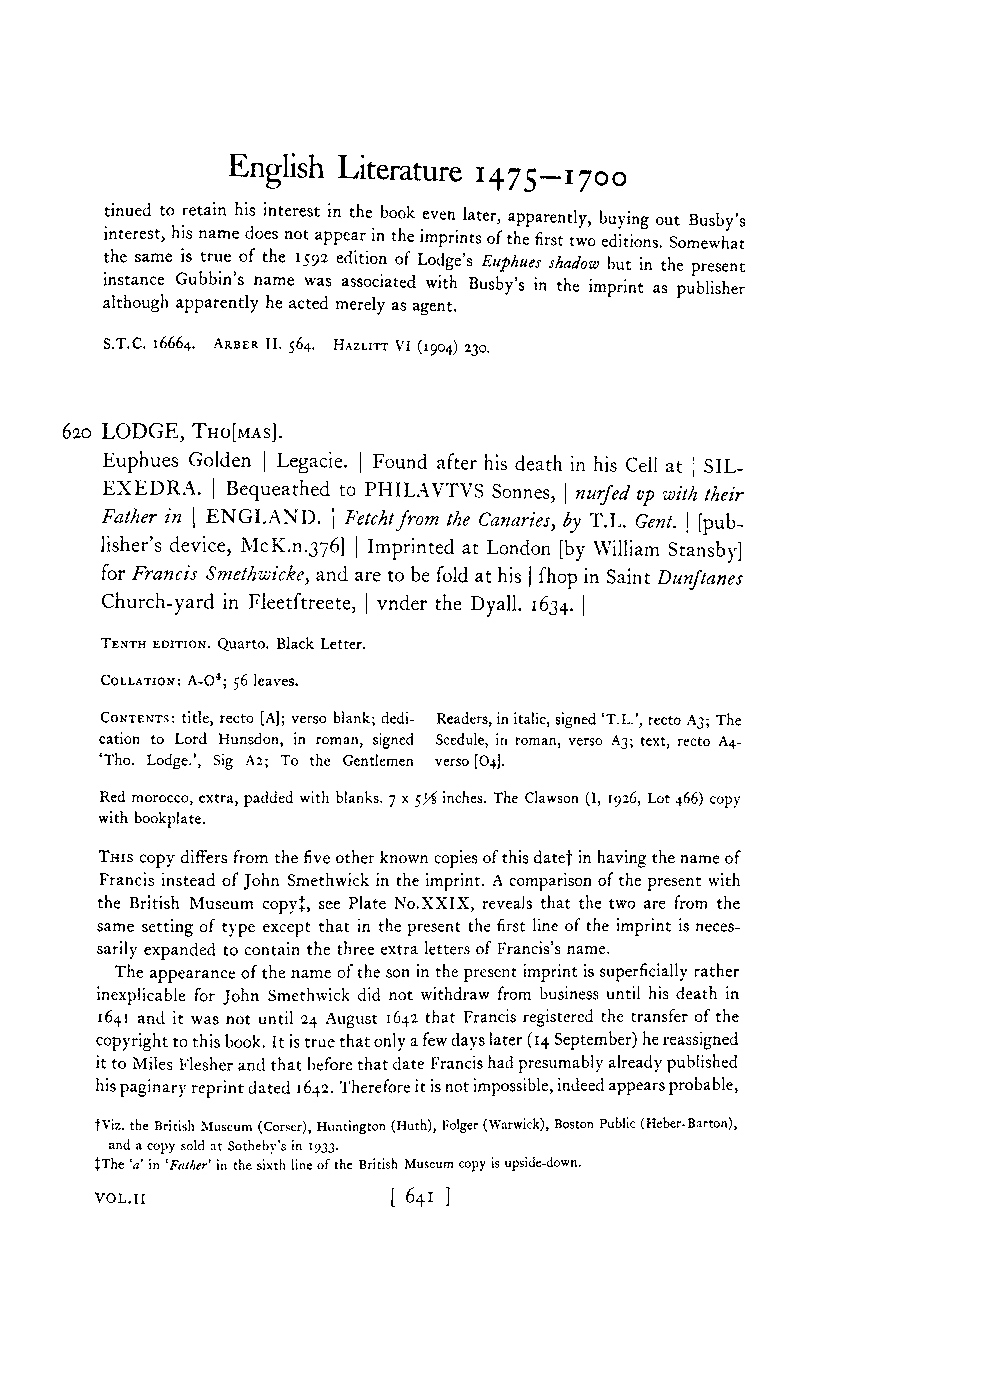 English Literature 1475–1700
tinued to retain his interest in the book even later, apparently, buying out Busby's
interest, his name does not appear in the imprints of the first two editions. Somewhat
the same is true of the 1592 edition of Lodge's Euphues shadow but in the present
instance Gubbin's name was associated with Busby's in the imprint as publisher
although apparently he acted merely as agent.
S.T.C. 16664. Arber II. 564. Hazlitt VI (1904) 230.
620 LODGE, Tho[mas].
Euphues Golden | Legacie. | Found after his death in his Cell at ¦ SIL-
EXEDRA. | Bequeathed to PHILAVTVS Sonnes, | nurſed vp with their
Father in | ENGLAND. ¦ Fetcht from the Canaries, by T.L. Gent. | [pub-
lisher's device, McK.n.376] | Imprinted at London [by William Stansby]
for Francis Smethwicke, and are to be ſold at his | ſhop in Saint Dunſtanes
Church-yard in Fleetſtreete, | vnder the Dyall. 1634. |
Tenth edition. Quarto. Black Letter.
Collation: A-O⁴; 56 leaves.
Contents: title, recto [A]; verso blank; dedi-
cation to Lord Hunsdon, in roman, signed
'Tho. Lodge.', Sig A2; To the Gentlemen
Readers, in italic, signed 'T.L.', recto A3; The
Scedule, in roman, verso A3; text, recto A4-
verso [O4].
Red morocco, extra, padded with blanks. 7 x 5⅛ inches. The Clawson (I, 1926, Lot 466) copy
with bookplate.
This copy differs from the five other known copies of this date† in having the name of
Francis instead of John Smethwick in the imprint. A comparison of the present with
the British Museum copy‡, see Plate No.XXIX, reveals that the two are from the
same setting of type except that in the present the first line of the imprint is neces-
sarily expanded to contain the three extra letters of Francis's name.
The appearance of the name of the son in the present imprint is superficially rather
inexplicable for John Smethwick did not withdraw from business until his death in
1641 and it was not until 24 August 1642 that Francis registered the transfer of the
copyright to this book. It is true that only a few days later (14 September) he reassigned
it to Miles Flesher and that before that date Francis had presumably already published
his paginary reprint dated 1642. Therefore it is not impossible, indeed appears probable,
†Viz. the British Museum (Corser), Huntington (Huth), Folger (Warwick), Boston Public (Heber-Barton),
and a copy sold at Sotheby's in 1933.
‡The 'a' in 'Father' in the sixth line of the British Museum copy is upside-down.
VOL.II [ 641 ]